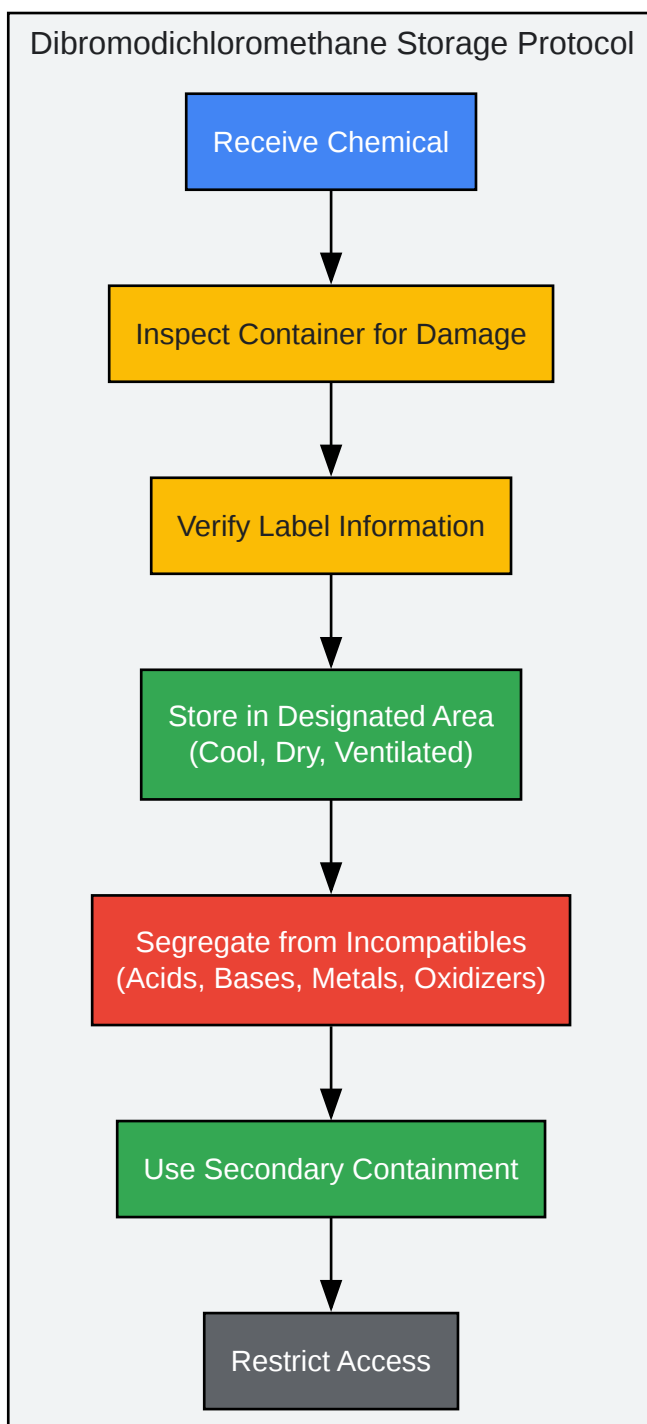 Dibromodichloromethane Storage Protocol
Receive Chemical
Inspect Container for Damage
Verify Label Information
Store in Designated Area
(Cool, Dry, Ventilated)
Segregate from Incompatibles
(Acids, Bases, Metals, Oxidizers)
Use Secondary Containment
Restrict Access